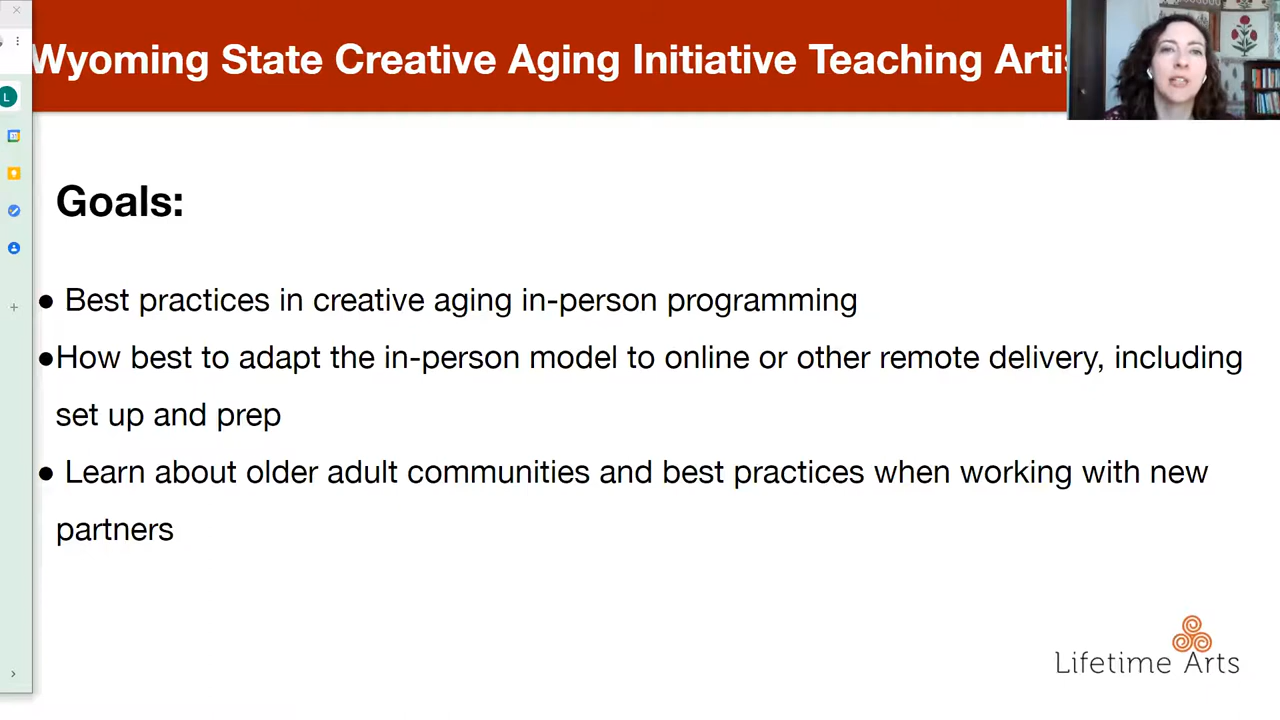 Wyoming State Creative Aging Initiative Teaching
L
Goals:
● Best practices in creative aging in-person programming
●How best to adapt the in-person model to online or other remote delivery, including
set up and prep
● Learn about older adult communities and best practices when working with new
partners
Lifetime Arts